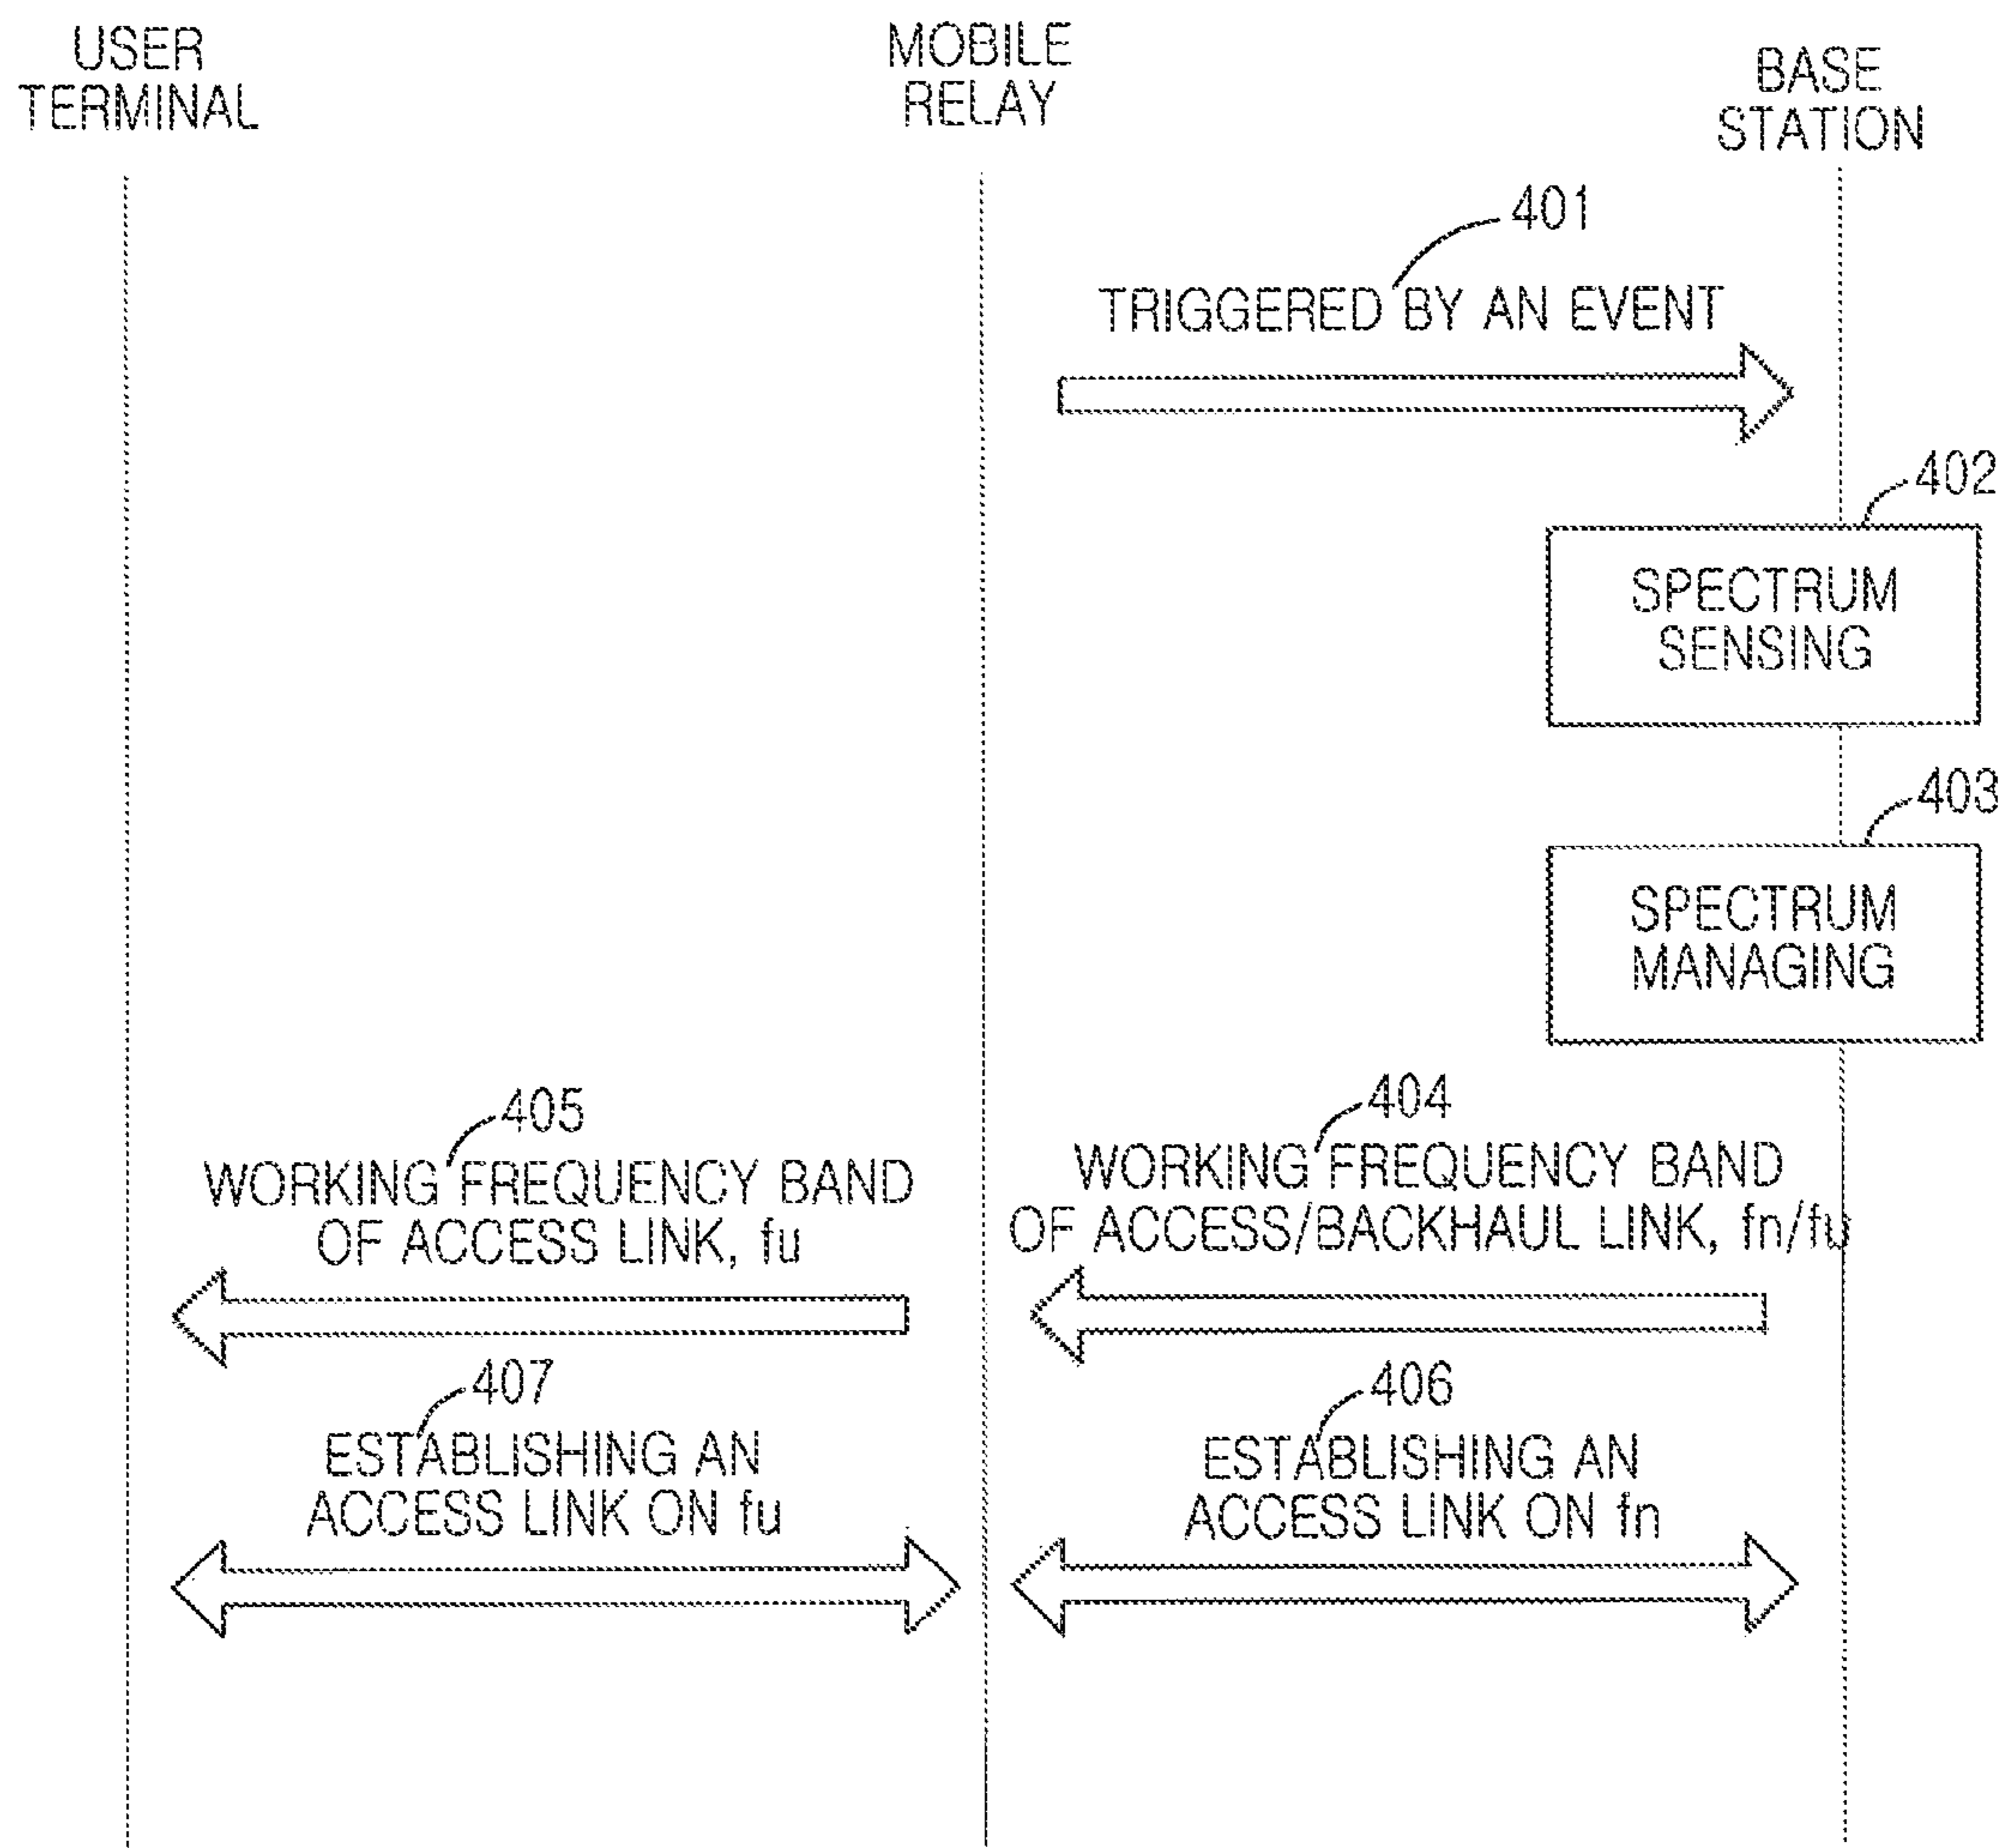 USER
TERMINAL
MOBILE
RELAY
BASE
STATION
401
TRIGGERED BY AN EVENT
402
SPECTRUM
SENSING
403
SPECTRUM
MANAGING
405
WORKING FREQUENCY BAND
OF ACCESS LINK, fu
404
WORKING FREQUENCY BAND
OF ACCESS/BACKHAUL LINK, fn/fu
407
ESTABLISHING AN
ACCESS LINK ON fu
406
ESTABLISHING AN
ACCESS LINK ON fn